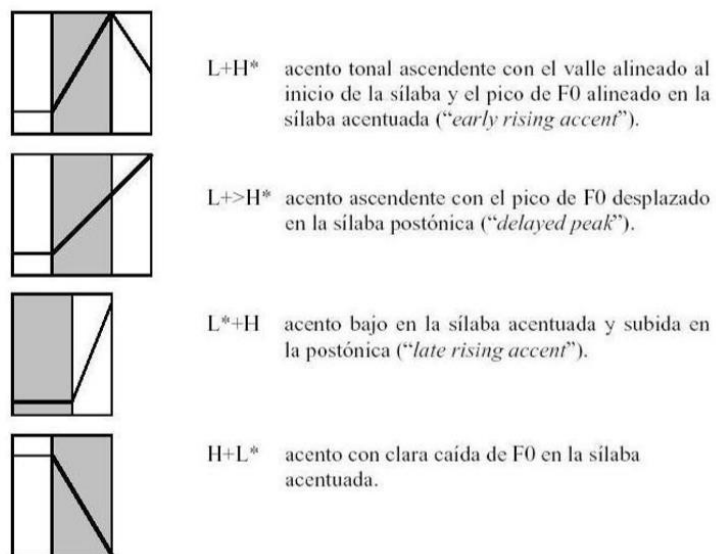 L+H* acento tonal ascendente con el valle alineado al
inicio de la sílaba y el pico de F0 alineado en la
sílaba acentuada (“early rising accent”).
L+>H* acento ascendente con el pico de F0 desplazado
en la sílaba postónica (“delayed peak”).
L*+H acento bajo en la sílaba acentuada y subida en
la postónica (“late rising accent”).
H+L* acento con clara caída de F0 en la sílaba
acentuada.